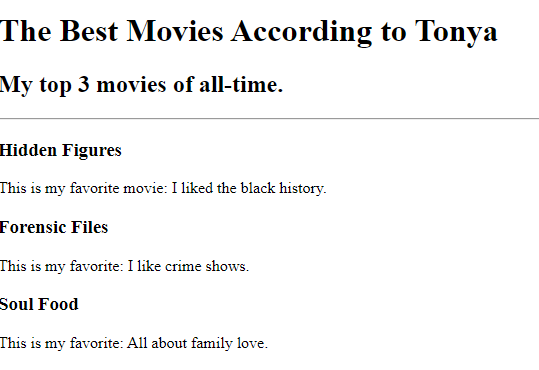 The Best Movies According to Tonya
My top 3 movies of all-time.
Hidden Figures
This is my favorite movie: I liked the black history.
Forensic Files
This is my favorite: I like crime shows.
Soul Food
This is my favorite: All about family love.